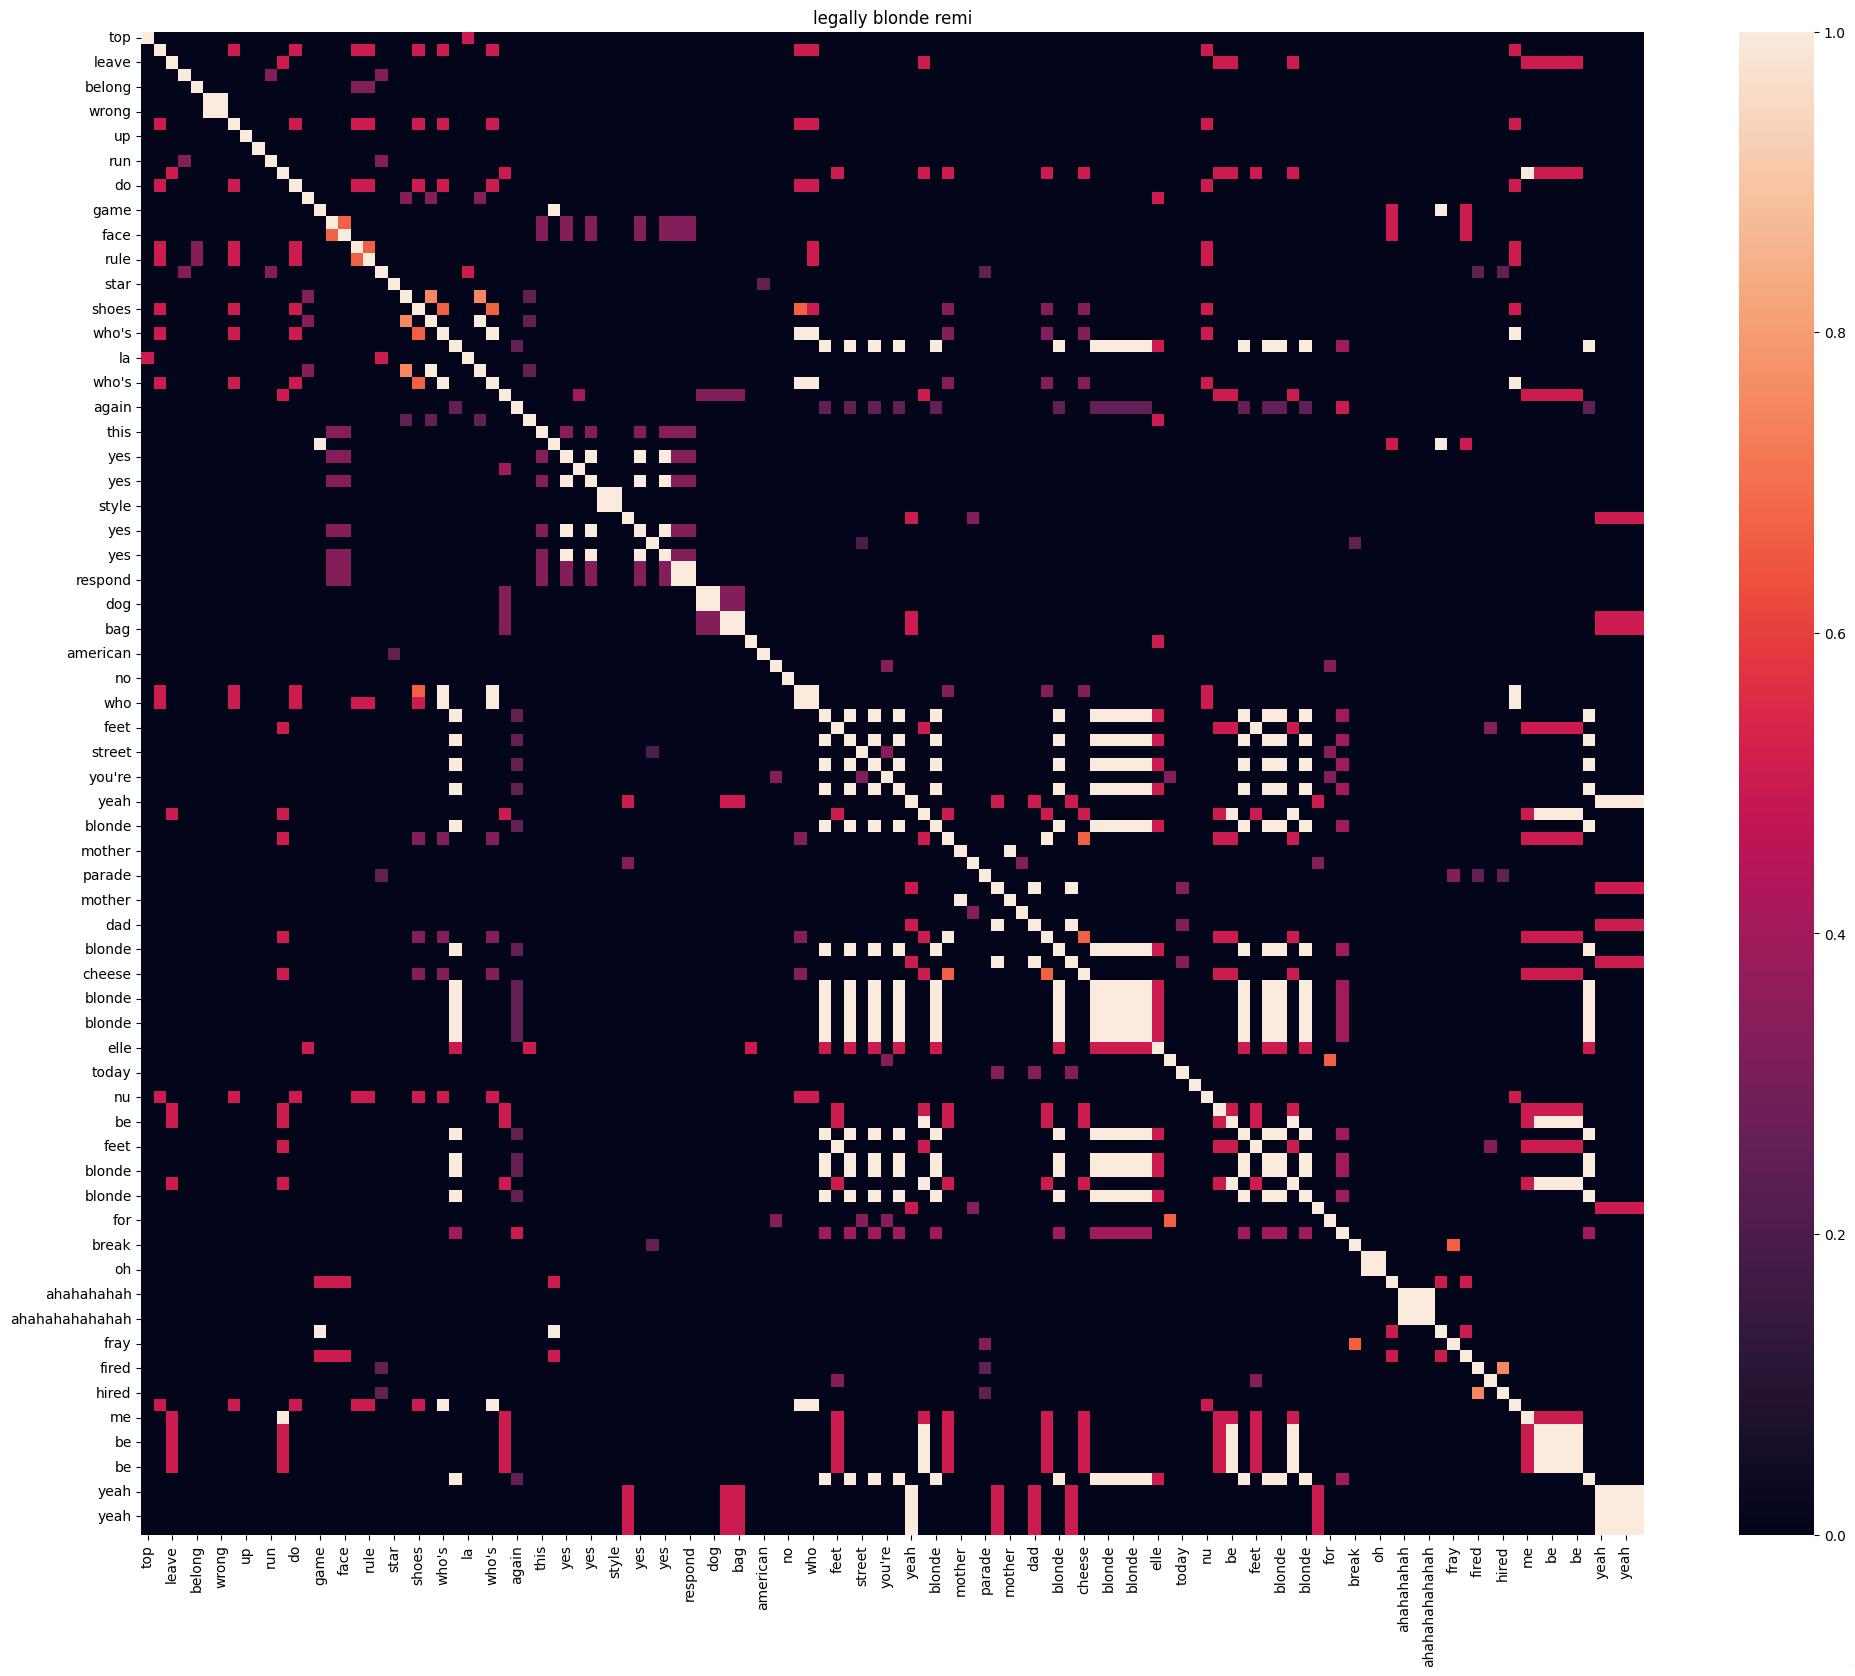 legally blonde remi
top
leave
belong
wrong
up
run
do
game
face
rule
star
shoes
who's
la
who's
again
this
yes
yes
style
yes
yes
respond
dog
bag
american
no
who
feet
street
you're
yeah
blonde
mother
parade
mother
dad
blonde
cheese
blonde
blonde
elle
today
nu
be
feet
blonde
blonde
for
break
oh
ahahahahah
ahahahahahahah
fray
fired
hired
me
be
be
yeah
yeah
top
leave
belong
wrong
up
run
do
game
face
rule
star
shoes
who's
la
who's
again
this
yes
yes
style
yes
yes
respond
dog
bag
american
no
who
feet
street
you're
yeah
blonde
mother
parade
mother
dad
blonde
cheese
blonde
blonde
elle
today
nu
be
feet
blonde
blonde
for
break
oh
ahahahahah
ahahahahahahah
fray
fired
hired
me
be
be
yeah
yeah
1.0
0.8
0.6
0.4
0.2
0.0